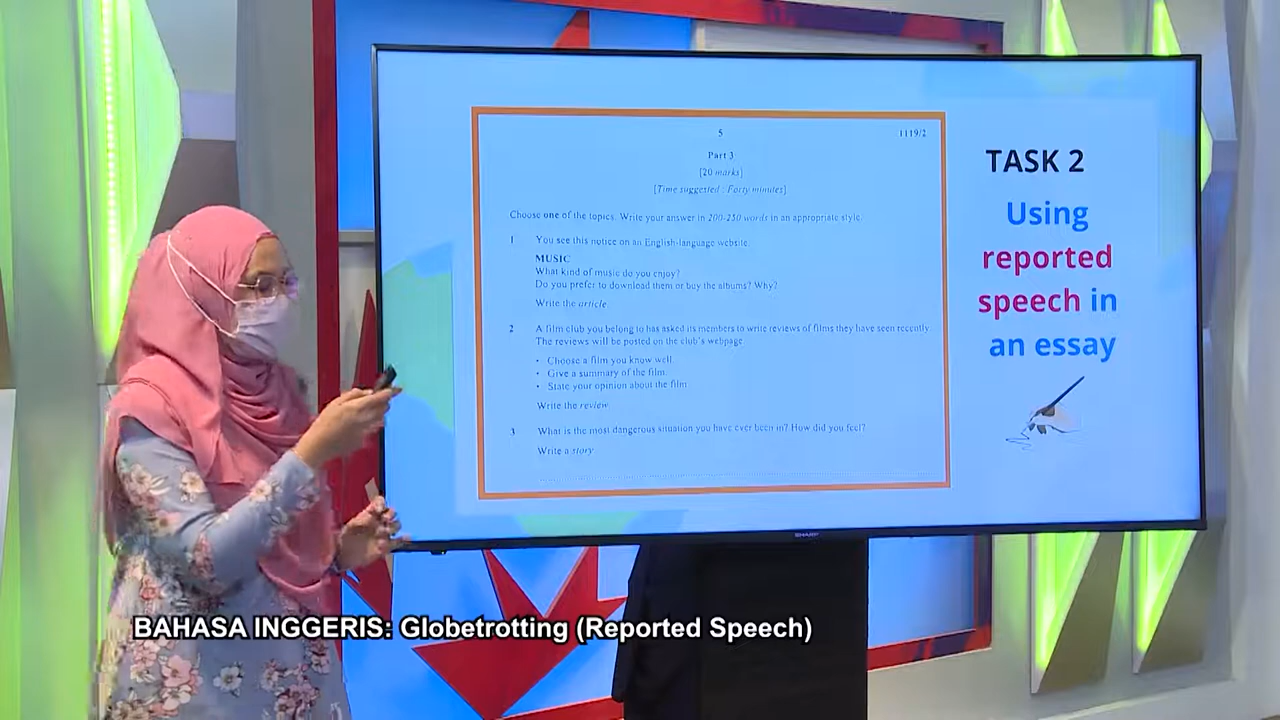 5
1119/2
Part 3
[20 marks]
[Time suggested : Forty minutes]
Choose one of the topics. Write your answer in 200-250 words in an appropriate style.
1 You see this notice on an English-language website.
MUSIC
What kind of music do you enjoy?
Do you prefer to download them or buy the albums? Why?
Write the article.
2 A film club you belong to has asked its members to write reviews of films they have seen recently.
The reviews will be posted on the club's webpage
• Choose a film you know well.
• Give a summary of the film.
• State your opinion about the film
Write the review
3 What is the most dangerous situation you have ever been in? How did you feel?
Write a story
TASK 2
Using
reported
speech in
an essay
SHARP
BAHASA INGGERIS: Globetrotting (Reported Speech)